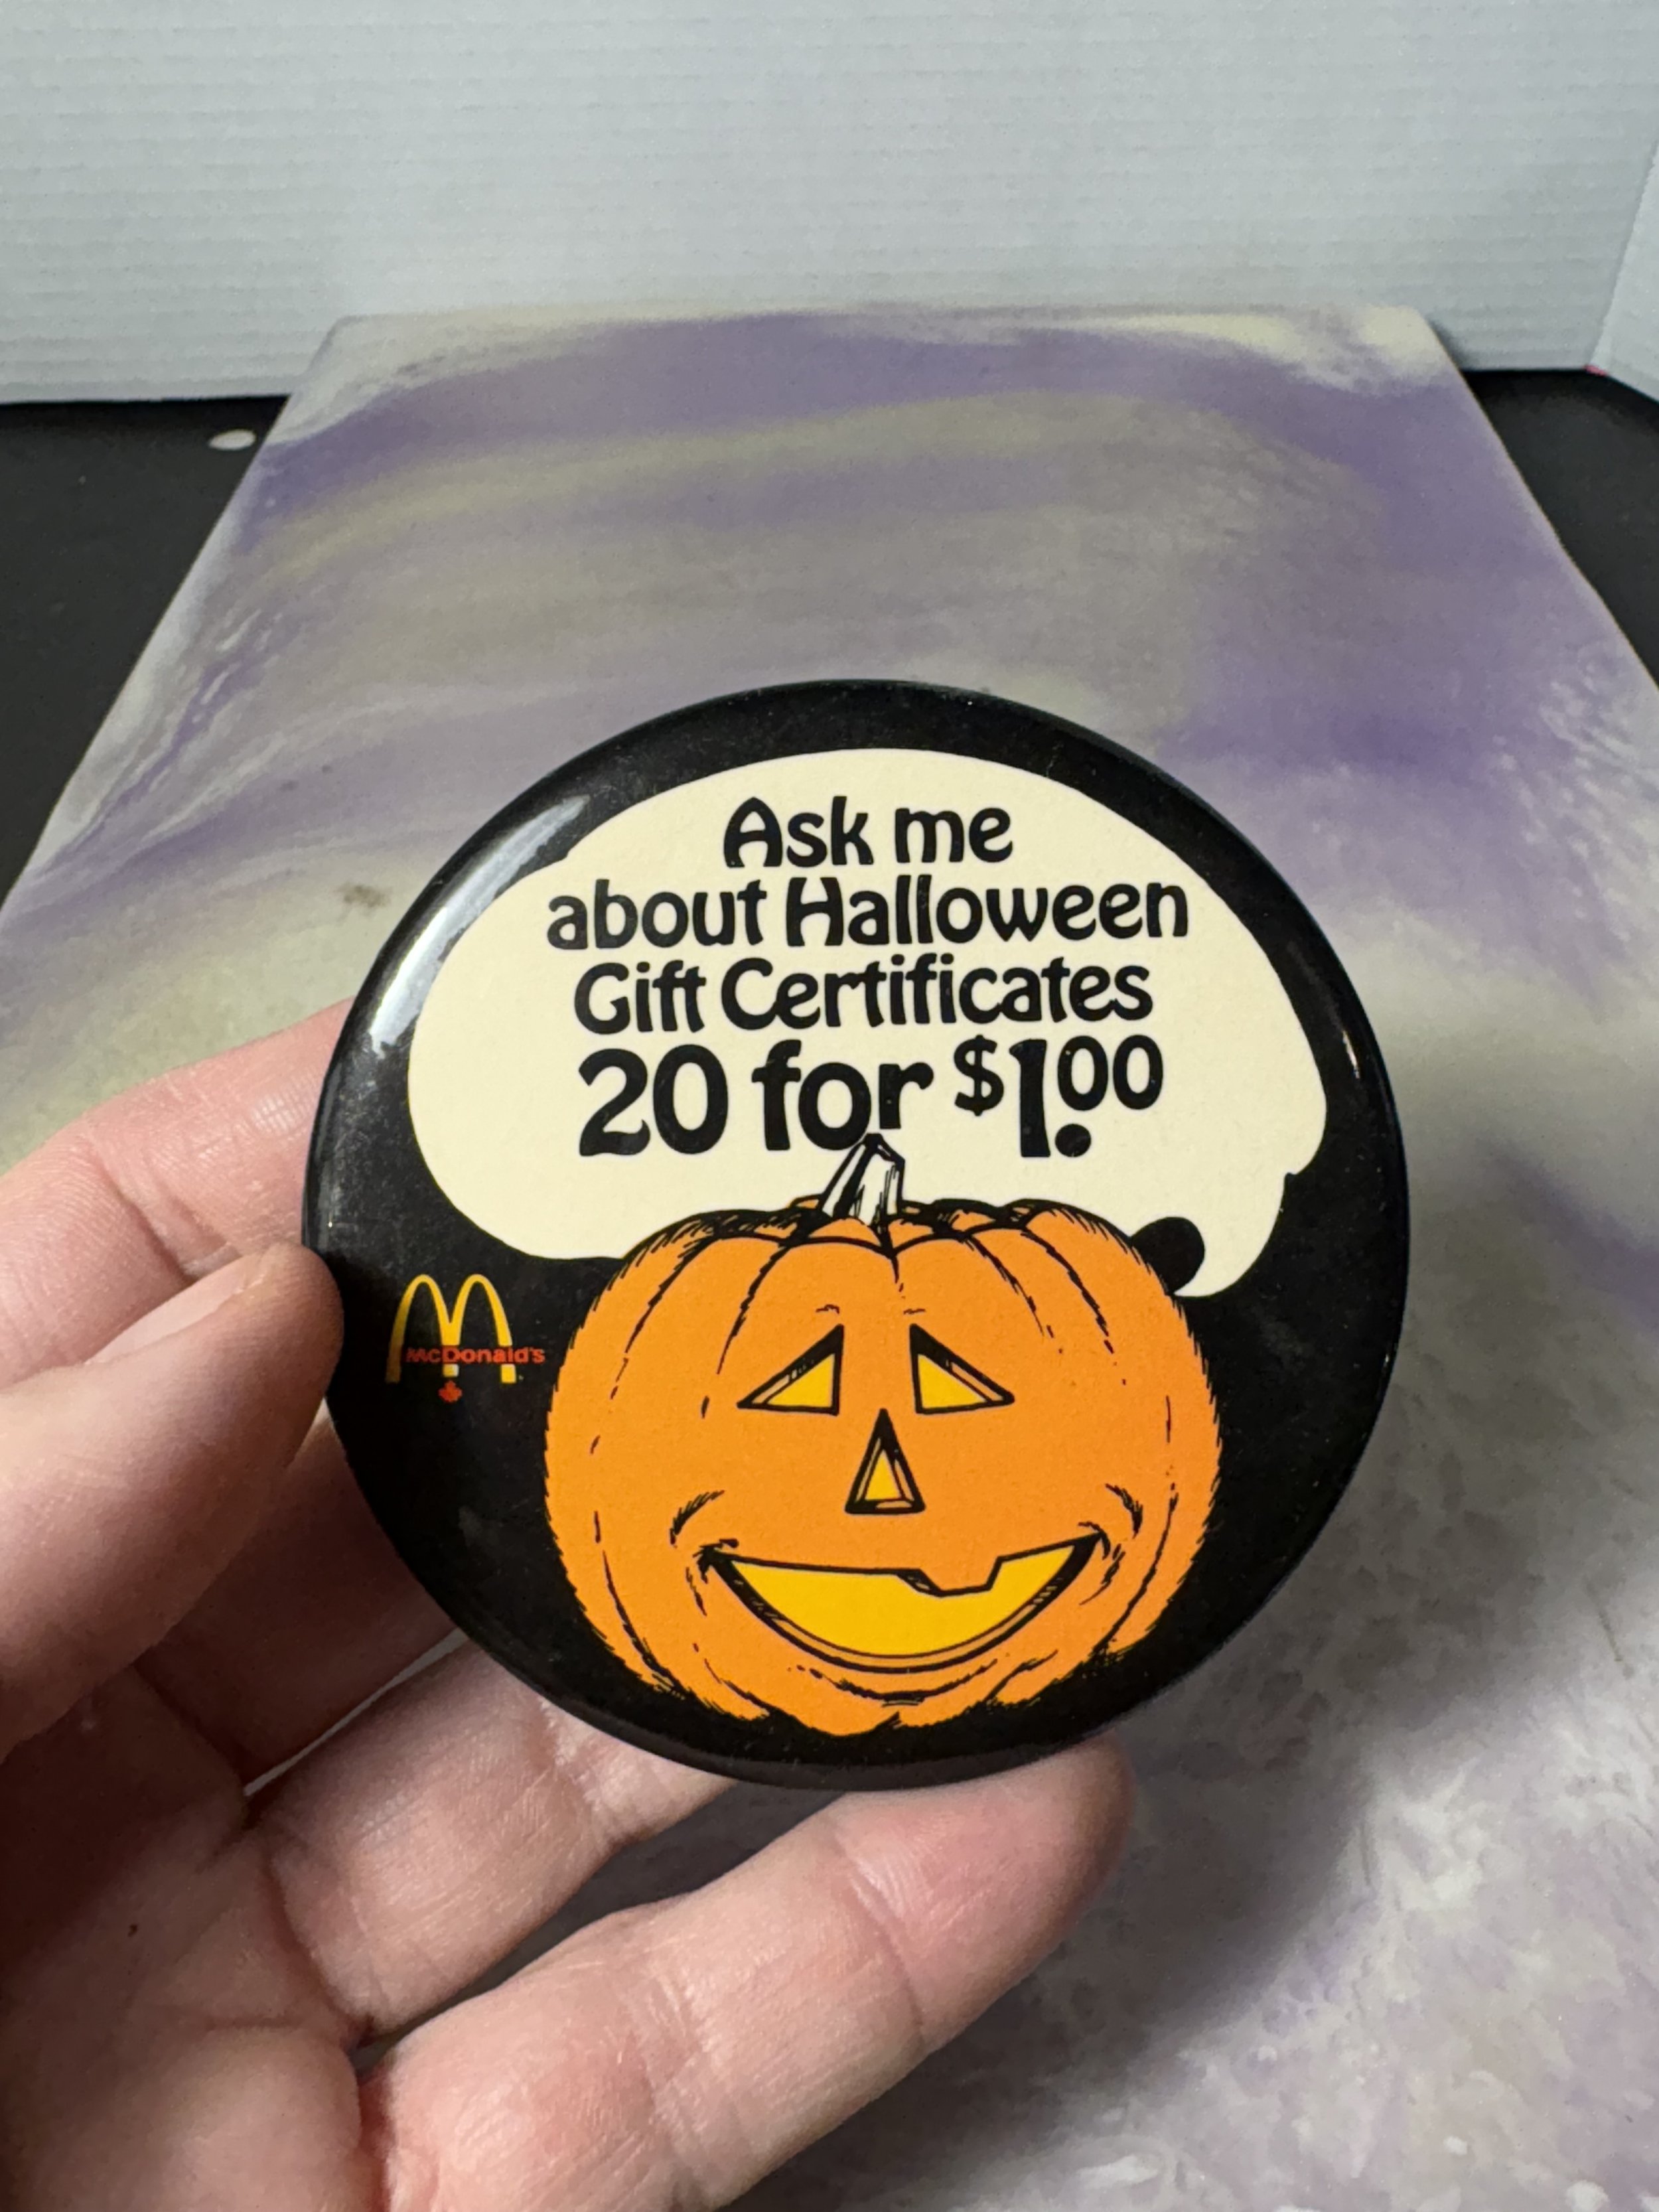 Ask me
about Halloween
Gift Certificates
20 for $1.00
McDonald's